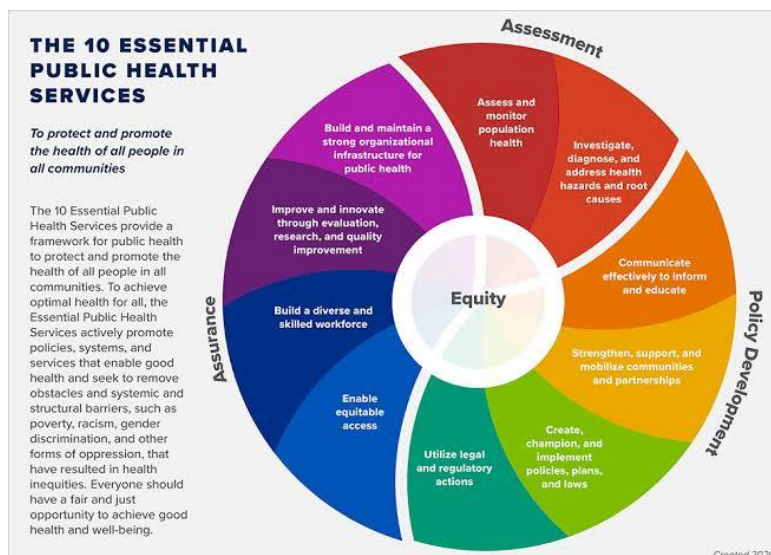 THE 10 ESSENTIAL
PUBLIC HEALTH
SERVICES
To protect and promote
the health of all people in
all communities
The 10 Essential Public
Health Services provide a
framework for public health
to protect and promote the
health of all people in all
communities. To achieve
optimal health for all, the
Essential Public Health
Services actively promote
policies, systems, and
services that enable good
health and seek to remove
obstacles and systemic and
structural barriers, such as
poverty, racism, gender
discrimination, and other
forms of oppression, that
have resulted in health
inequities. Everyone should
have a fair and just
opportunity to achieve good
health and well-being.
Assessment
Assess and
monitor
population
health
Investigate,
diagnose, and
address health
hazards and root
causes
Policy Development
Communicate
effectively to inform
and educate
Strengthen, support, and
mobilize communities
and partnerships
Create,
champion, and
implement
policies, plans,
and laws
Utilize legal
and regulatory
actions
Assurance
Enable
equitable
access
Build a diverse and
skilled workforce
Improve and innovate
through evaluation,
research, and quality
improvement
Build and maintain a
strong organizational
infrastructure for
public health
Equity
Created